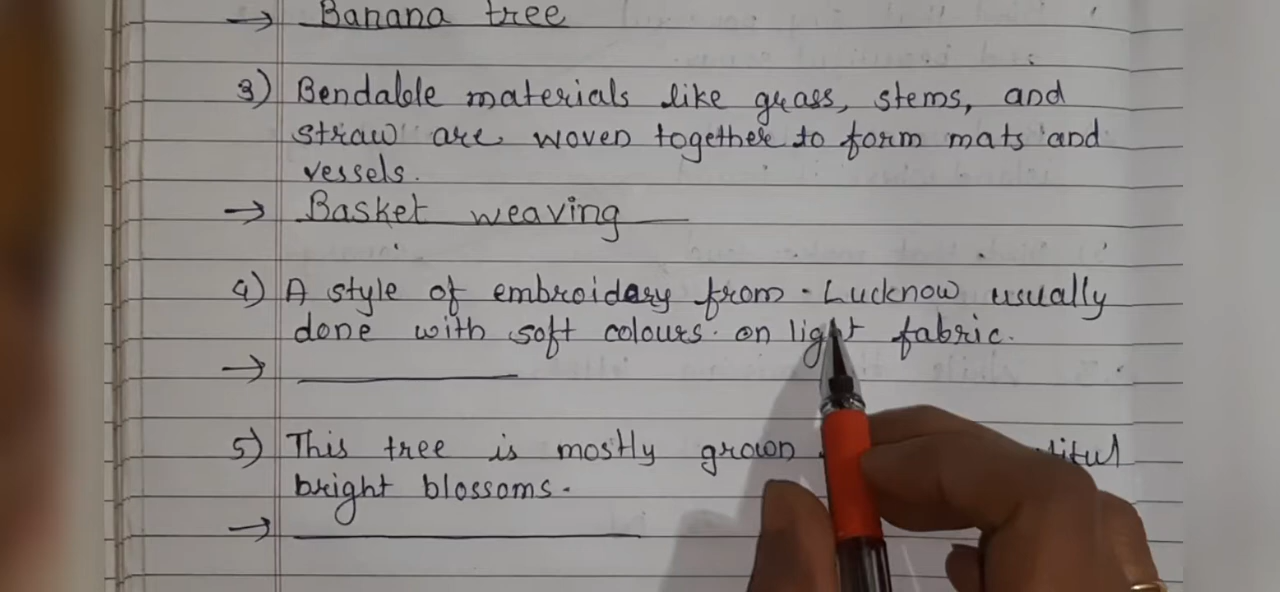 → Banana tree
3) Bendable materials like grass, stems, and
straw are woven together to form mats and
vessels.
→ Basket weaving
4) A style of embroidery from Lucknow usually
done with soft colours on light fabric.
→
5) This tree is mostly grown
bright blossoms.
→